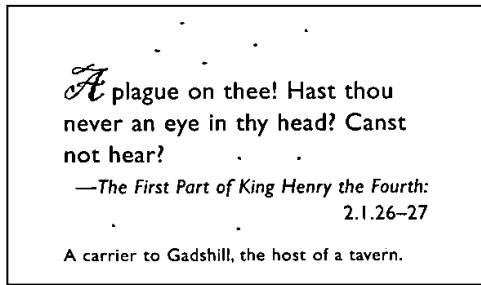 A plague on thee! Hast thou
never an eye in thy head? Canst
not hear?
—The First Part of King Henry the Fourth:
2.1.26–27
A carrier to Gadshill, the host of a tavern.